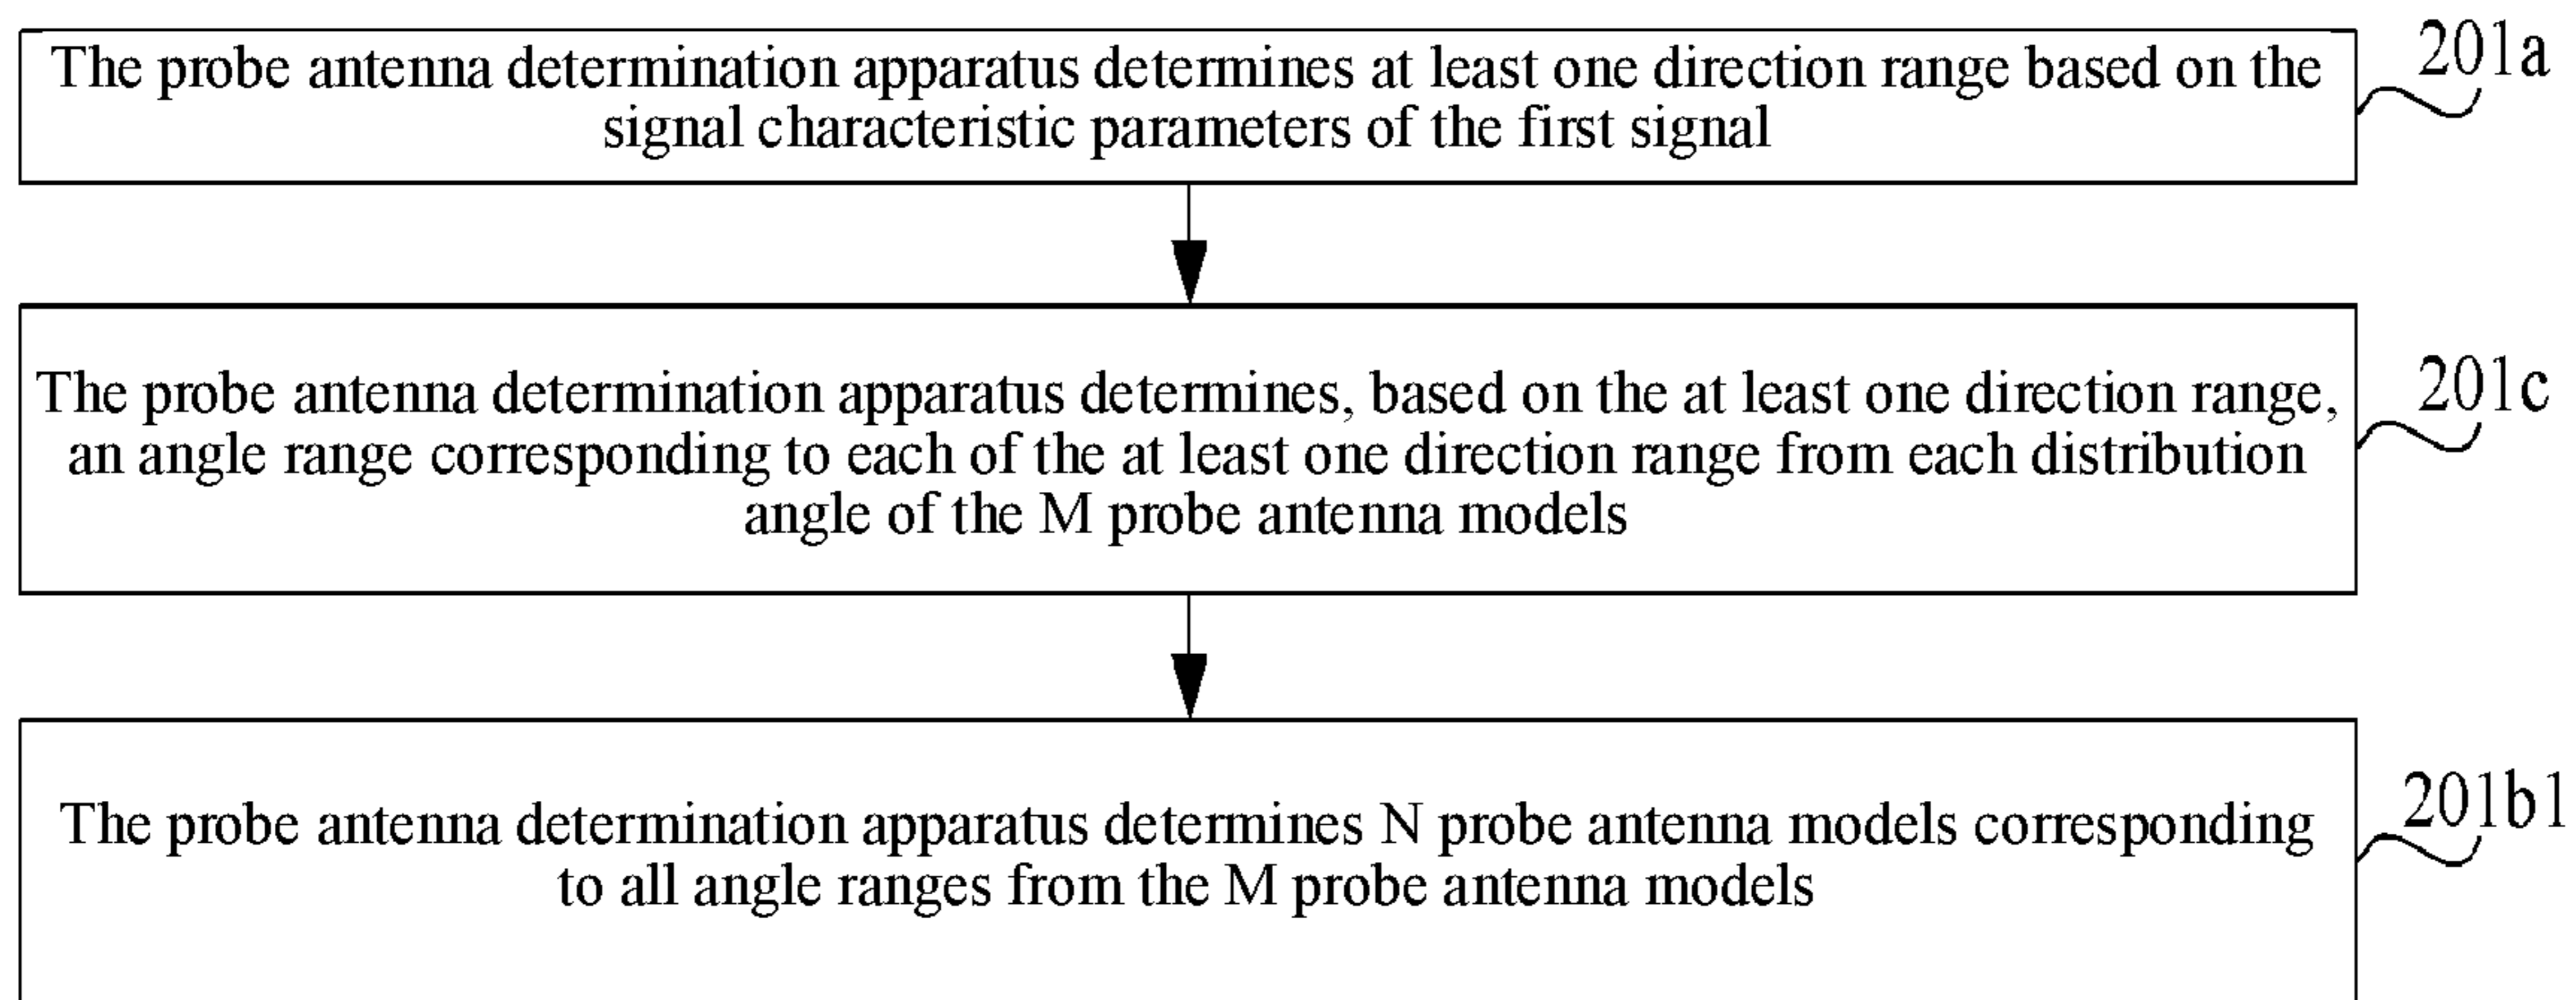 The probe antenna determination apparatus determines at least one direction range based on the
signal characteristic parameters of the first signal
201a
The probe antenna determination apparatus determines, based on the at least one direction range,
an angle range corresponding to each of the at least one direction range from each distribution
angle of the M probe antenna models
201c
The probe antenna determination apparatus determines N probe antenna models corresponding
to all angle ranges from the M probe antenna models
201b1